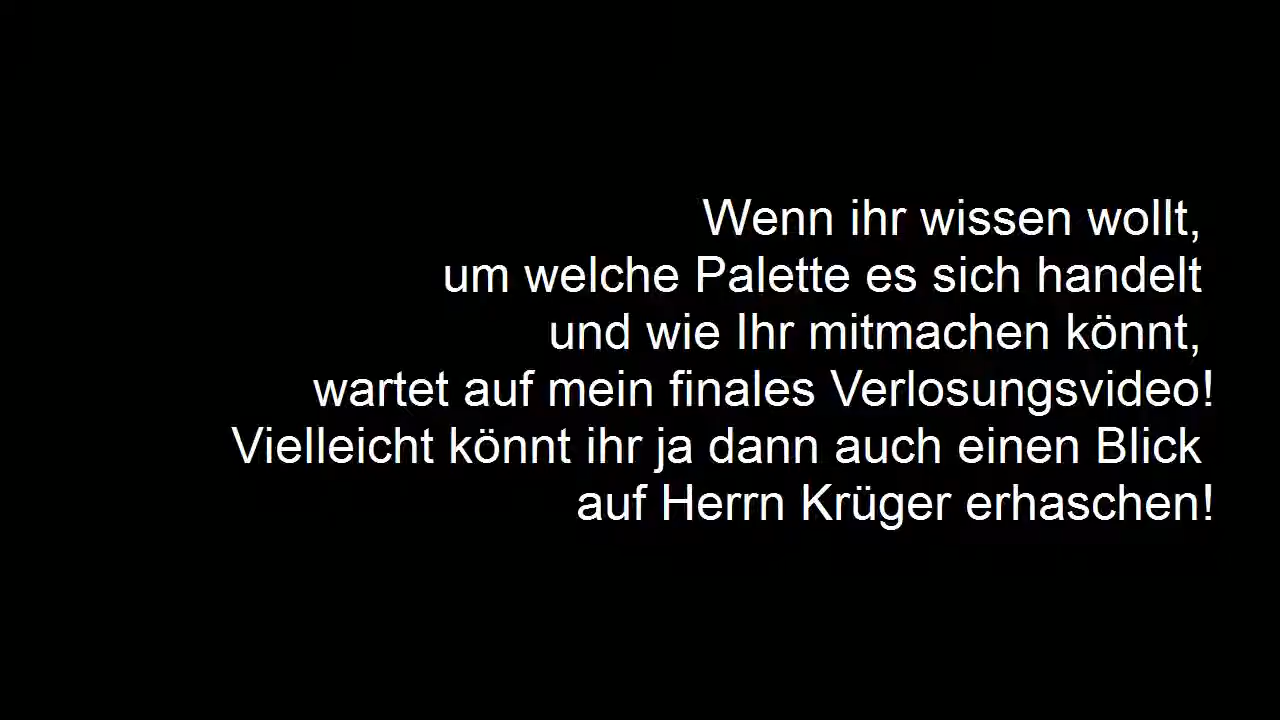 Wenn ihr wissen wollt,
um welche Palette es sich handelt
und wie Ihr mitmachen könnt,
wartet auf mein finales Verlosungsvideo!
Vielleicht könnt ihr ja dann auch einen Blick
auf Herrn Krüger erhaschen!